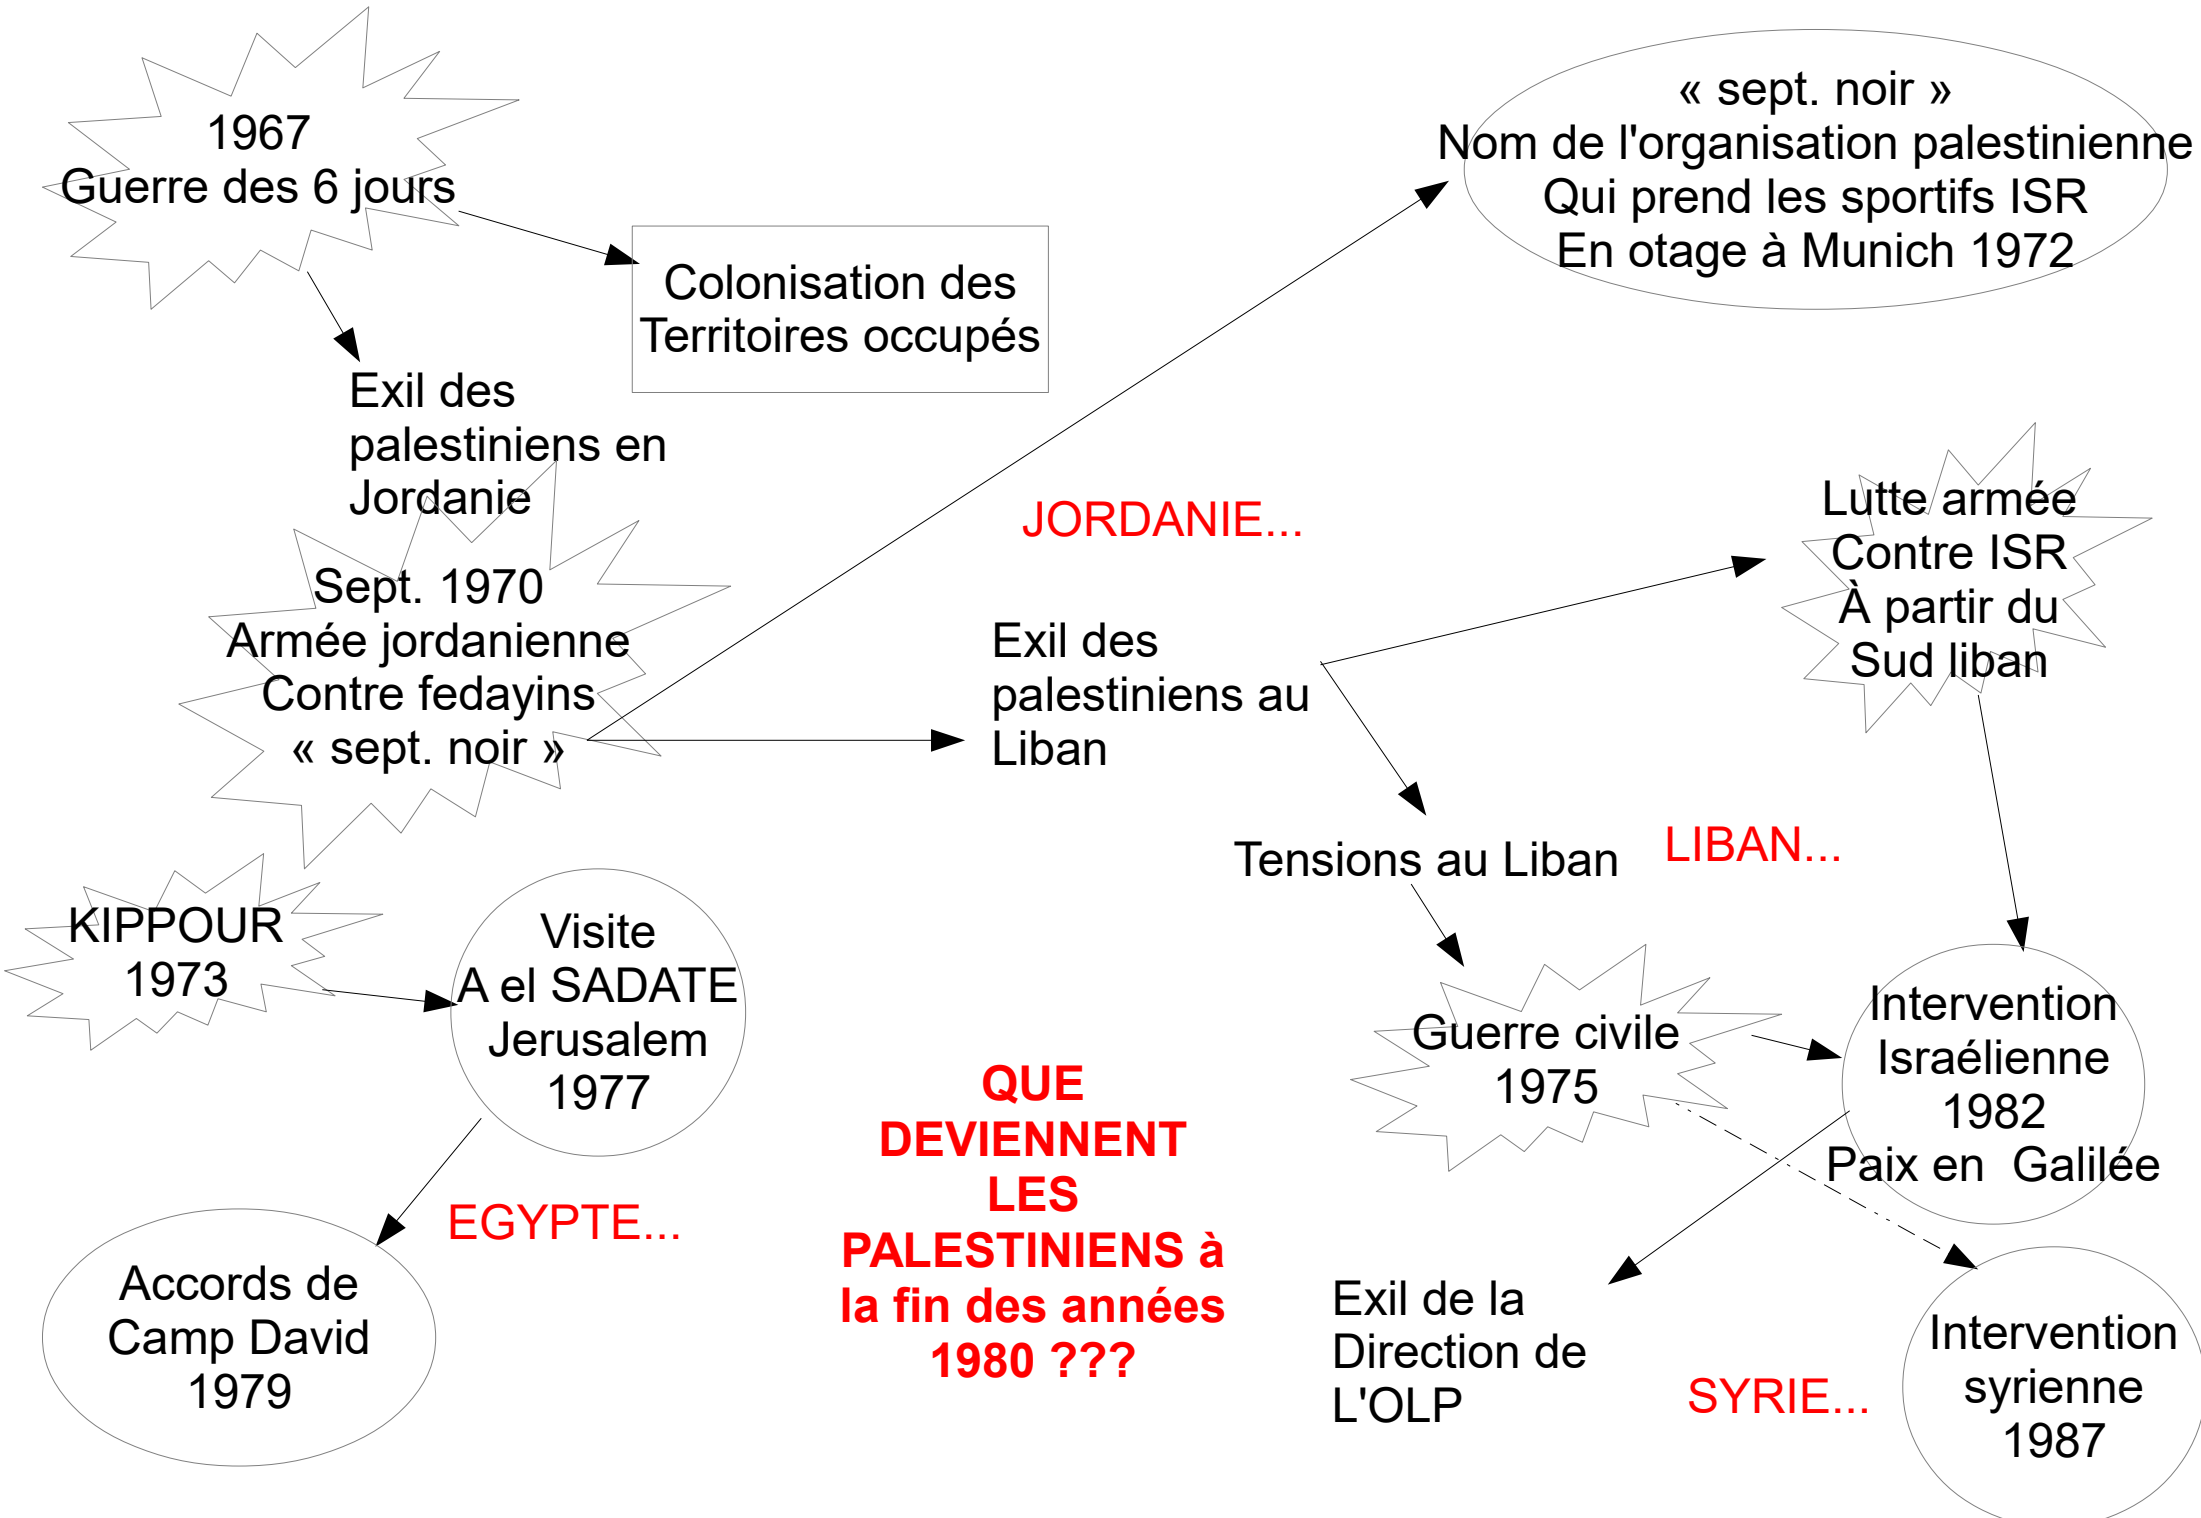 1967
Guerre des 6 jours
« sept. noir »
Nom de l'organisation palestinienne
Qui prend les sportifs ISR
En otage à Munich 1972
Colonisation des
Territoires occupés
Exil des
palestiniens en
Jordanie
JORDANIE...
Lutte armée
Contre ISR
À partir du
Sud liban
Sept. 1970
Armée jordanienne
Contre fedayins
« sept. noir »
Exil des
palestiniens au
Liban
Tensions au Liban
LIBAN...
KIPPOUR
1973
Visite
A el SADATE
Jerusalem
1977
Guerre civile
1975
Intervention
Israélienne
1982
Paix en  Galilée
QUE
DEVIENNENT
LES
PALESTINIENS à
la fin des années
1980 ???
EGYPTE...
Accords de
Camp David
1979
Exil de la
Direction de
L'OLP
SYRIE...
Intervention
syrienne
1987